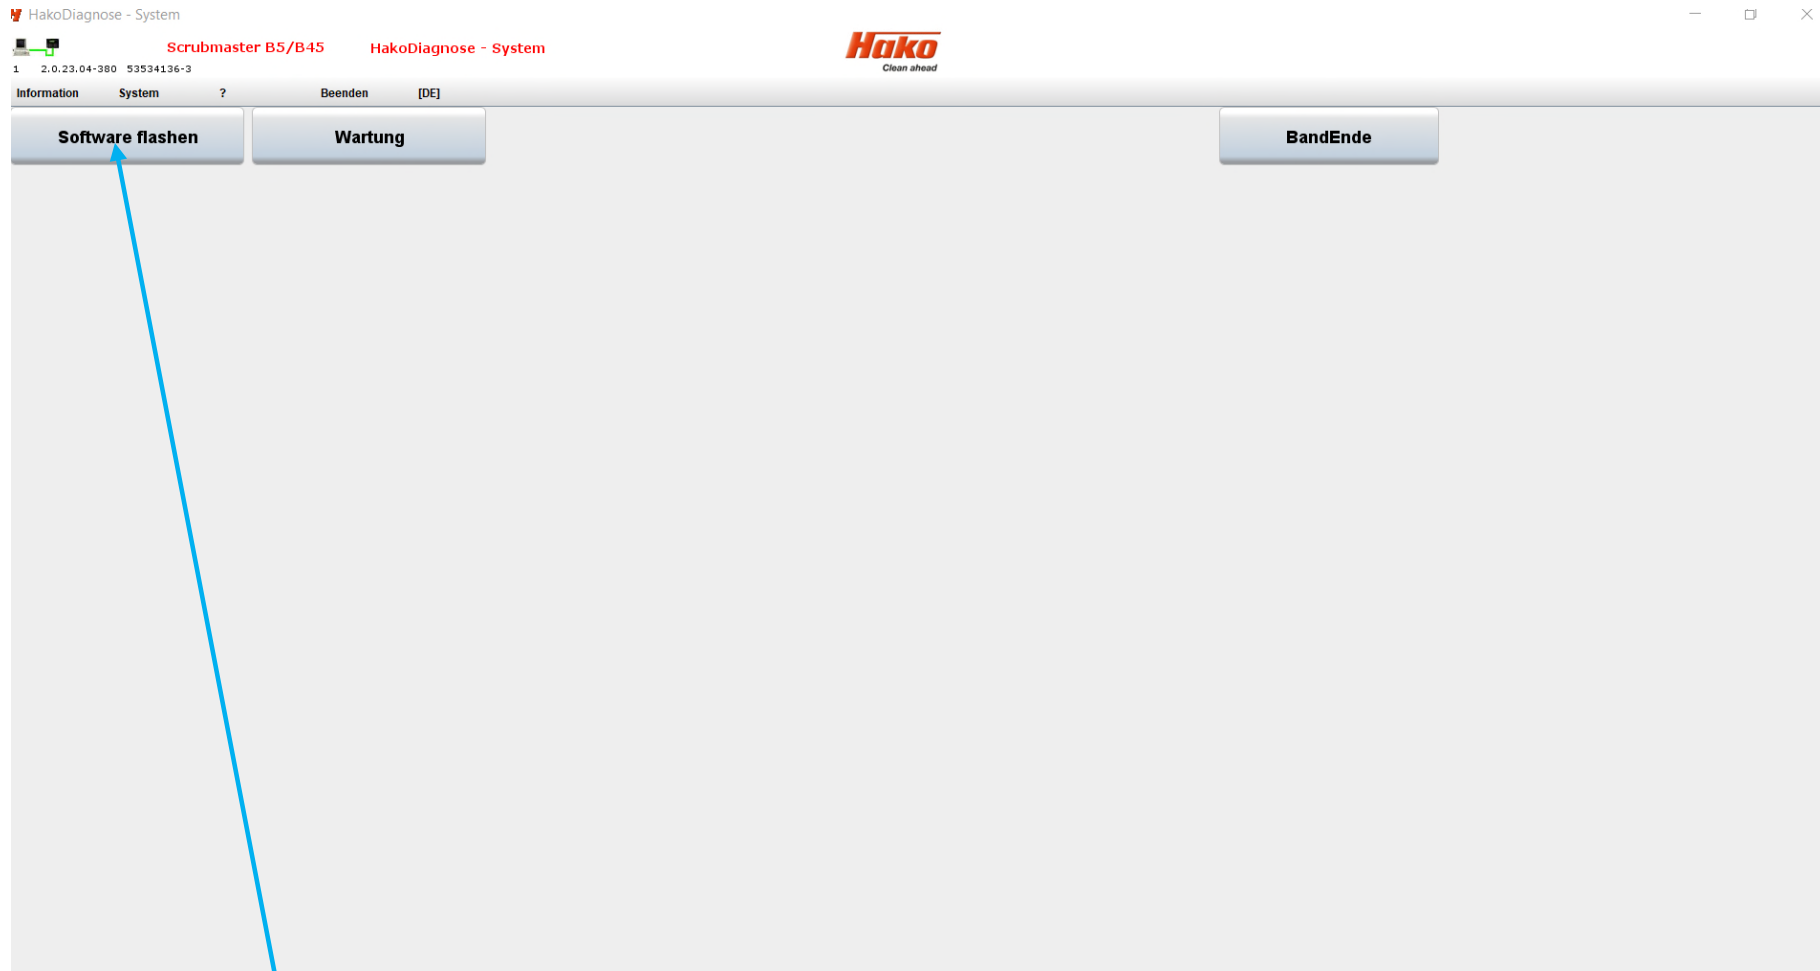 HakoDiagnose - System
Scrubmaster B5/B45 HakoDiagnose - System
Hako
Clean ahead
1 2.0.23.04-380 53534136-3
Information System ? Beenden [DE]
Software flashen Wartung BandEnde